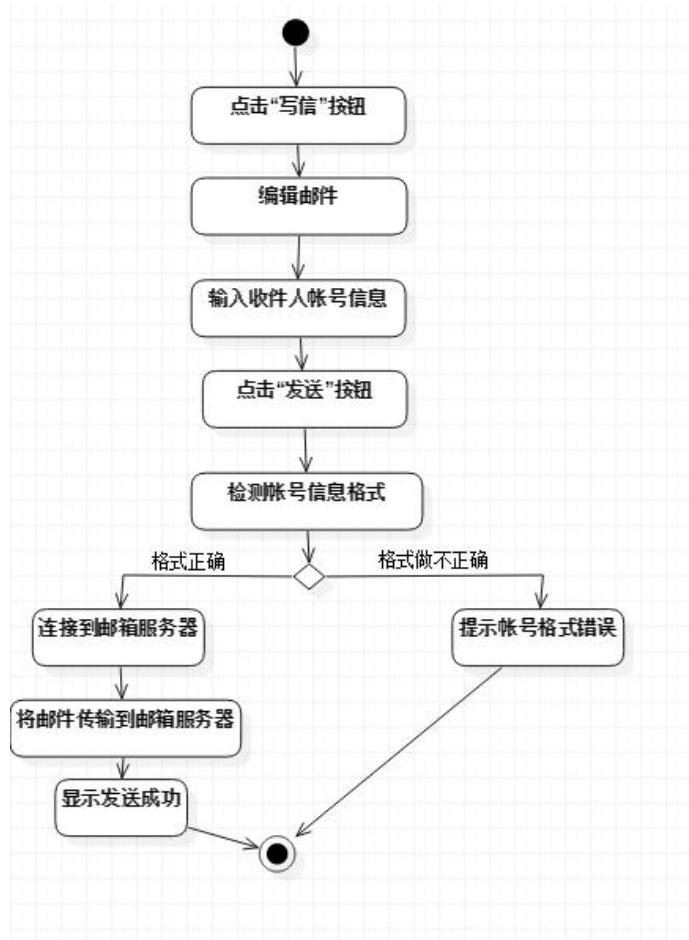 点击“写信”按钮
编辑邮件
输入收件人帐号信息
点击“发送”按钮
检测帐号信息格式
格式正确
格式做不正确
连接到邮箱服务器
提示帐号格式错误
将邮件传输到邮箱服务器
显示发送成功